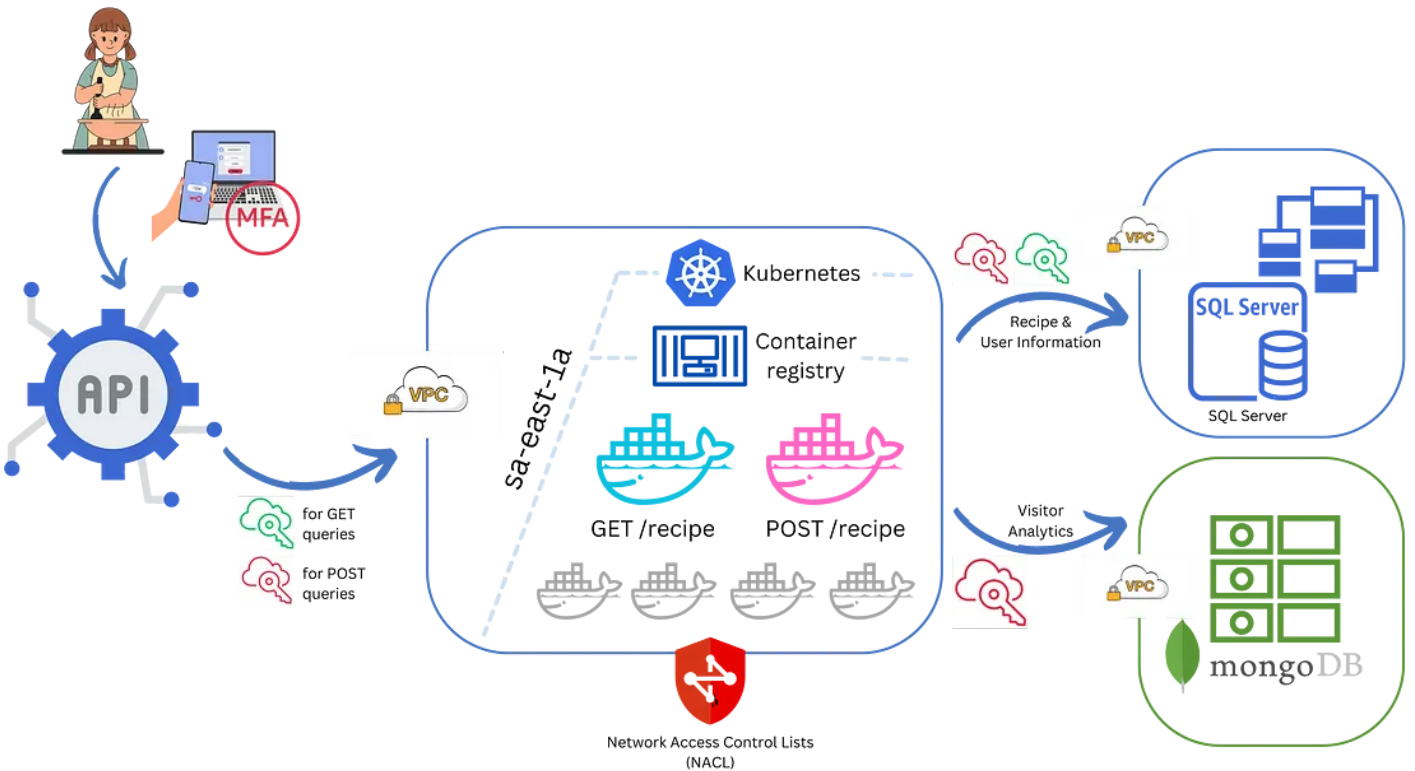 MFA
API
for GET
queries
for POST
queries
VPC
sa-east-1a
Kubernetes
Container
registry
GET /recipe
POST /recipe
Network Access Control Lists
(NACL)
Recipe &
User Information
VPC
SQL Server
SQL Server
Visitor
Analytics
VPC
mongoDB